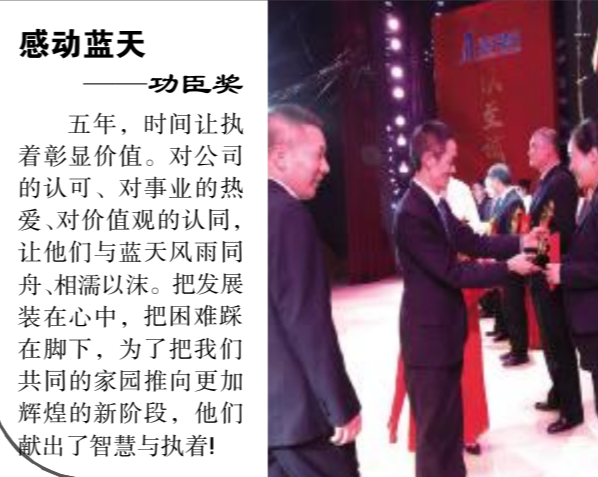 感动蓝天
——功臣奖
五年，时间让执
着彰显价值。对公司
的认可、对事业的热
爱、对价值观的认同，
让他们与蓝天风雨同
舟、相濡以沫。把发展
装在心中，把困难踩
在脚下，为了把我们
共同的家园推向更加
辉煌的新阶段，他们
献出了智慧与执着!